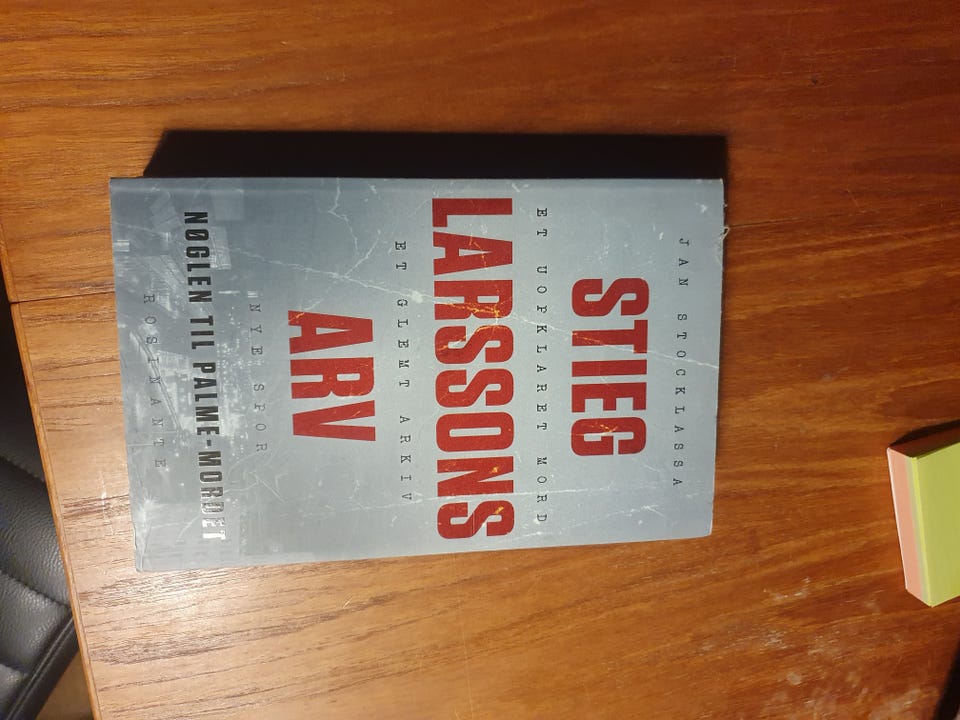 JAN STOCKLASSA
STIEG
ET UOPKLARET MORD
LARSSONS
ET GLEMT ARKIV
ARV
NYE SPOR
NØGLEN TIL PALME-MORDET
ROSINANTE